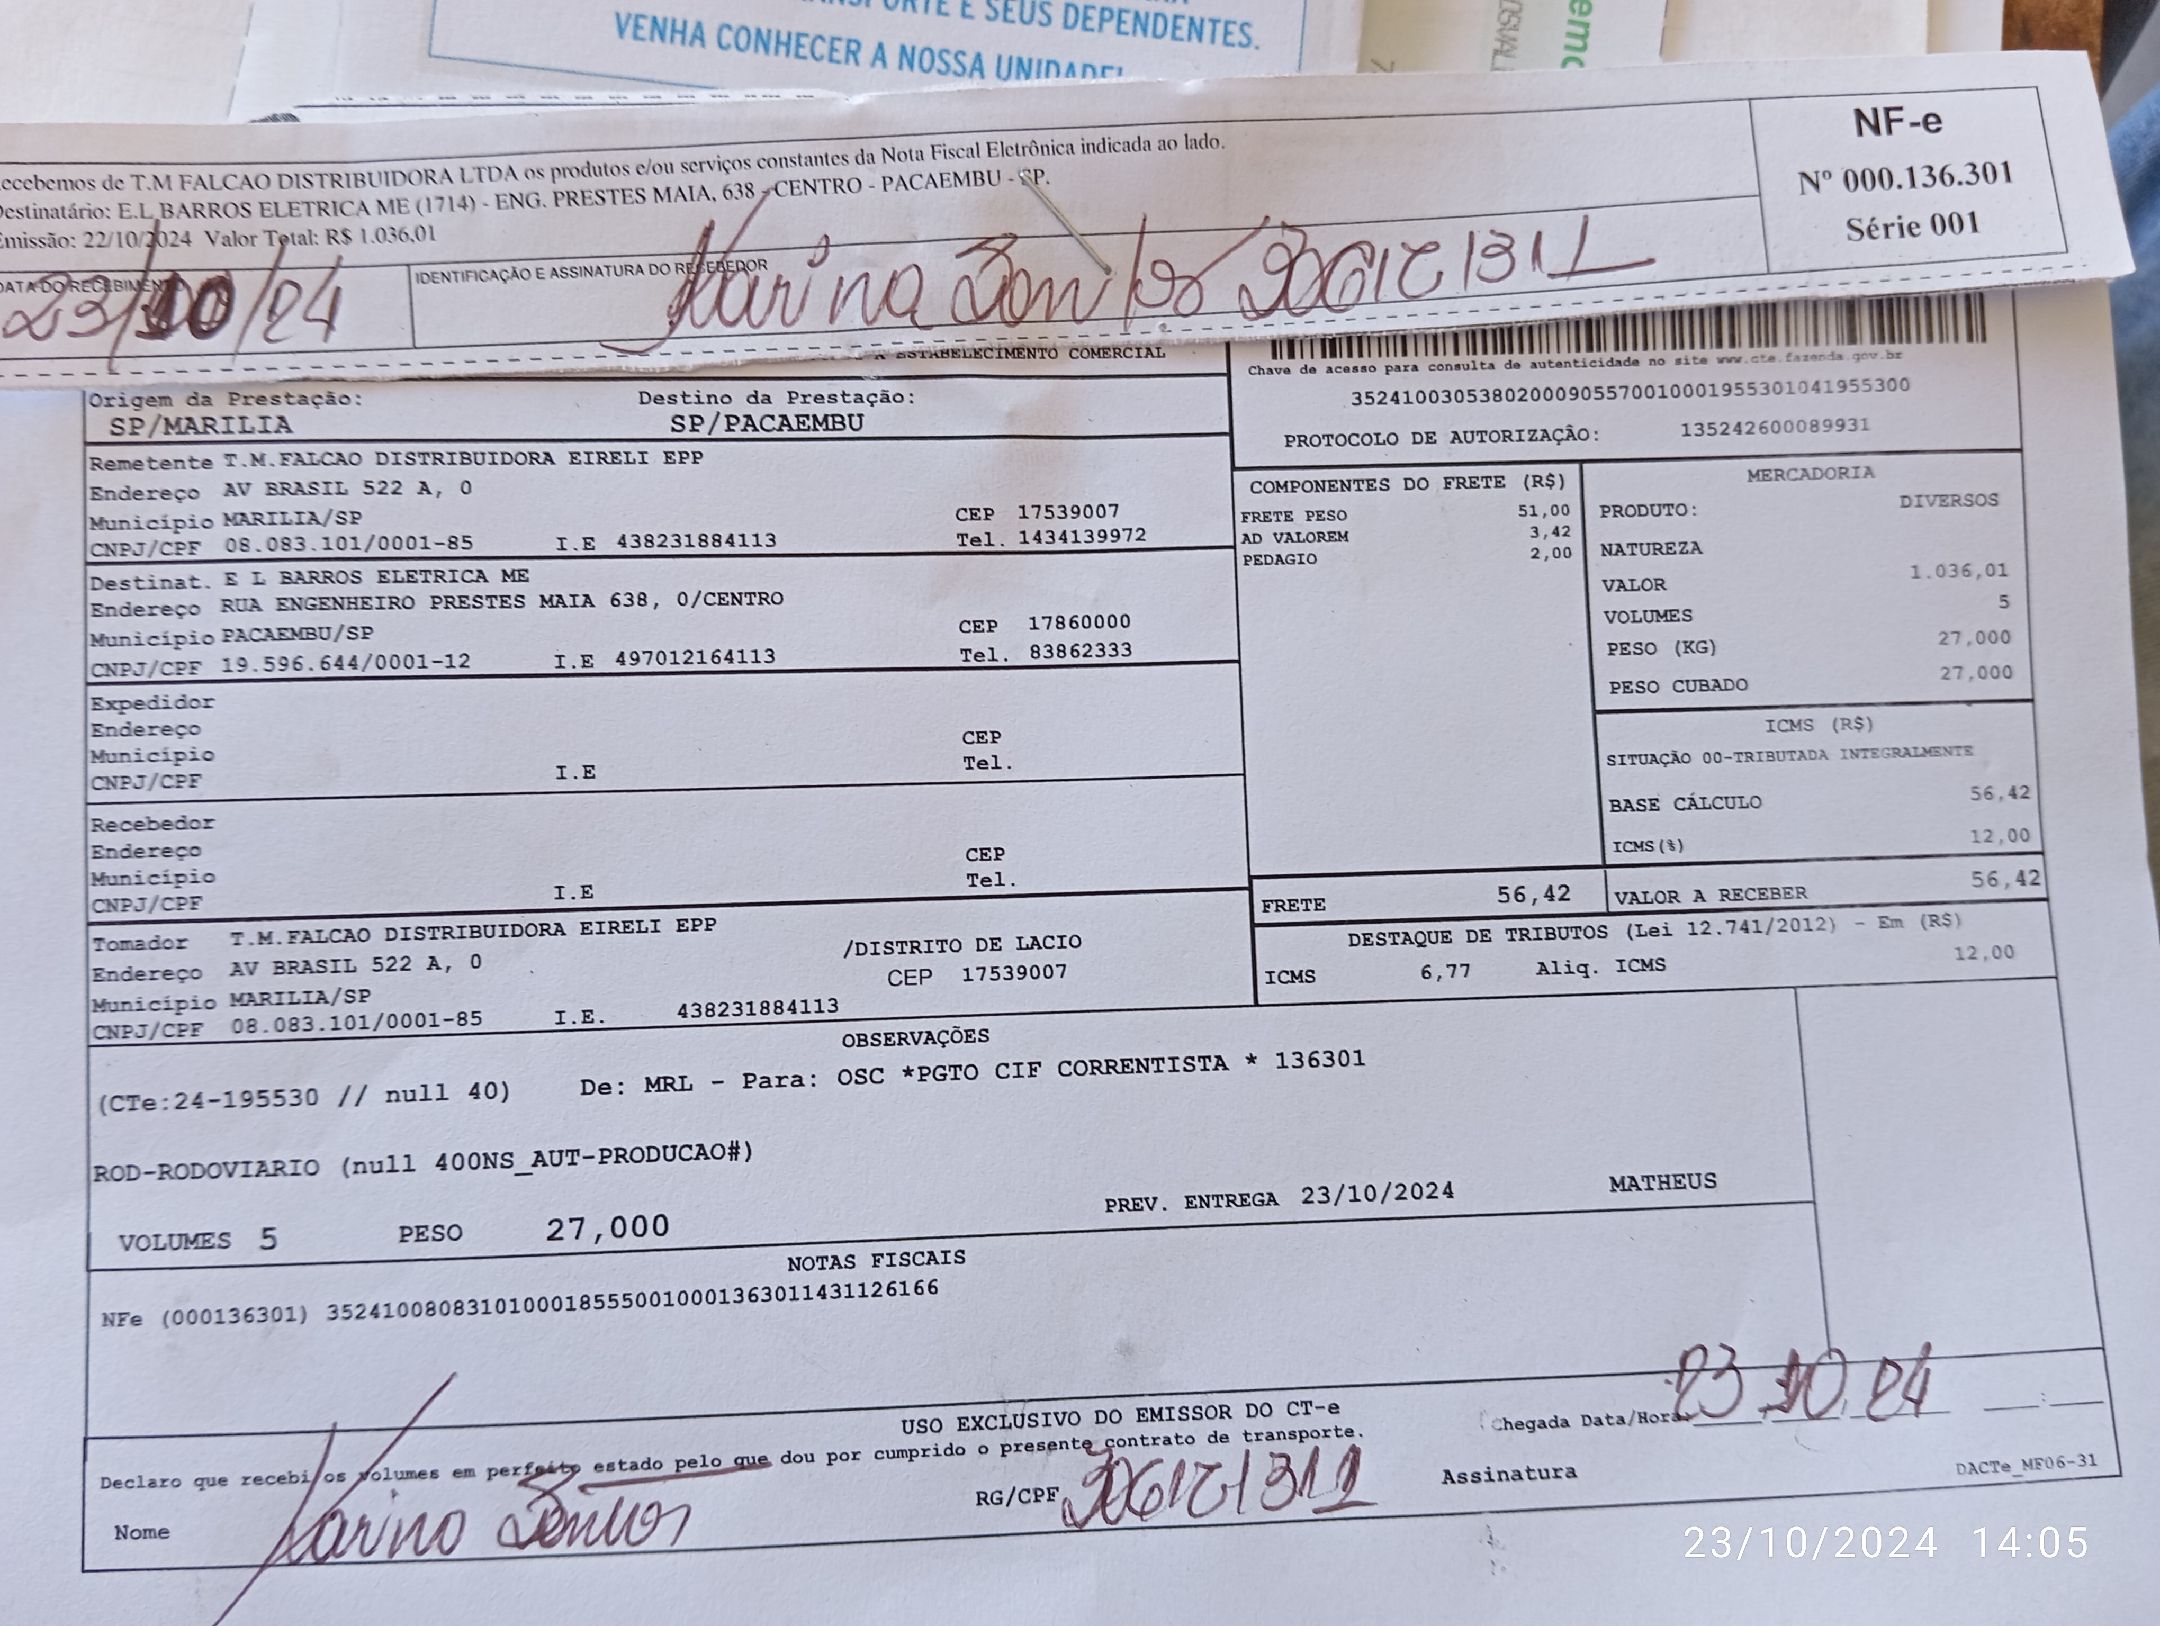 E SEUS DEPENDENTES.
VENHA CONHECER A NOSSA
ecebemos de T.M FALCAO DISTRIBUIDORA LTDA os produtos e/ou serviços constantes da Nota Fiscal Eletrônica indicada ao lado.
Destinatário: E.L BARROS ELETRICA ME (1714) - ENG. PRESTES MAIA, 638 - CENTRO - PACAEMBU - SP.
Emissão: 22/10/2024 Valor Total: R$ 1.036,01
NF-e
Nº 000.136.301
Série 001
DATA DO RECEBIMENTO
IDENTIFICAÇÃO E ASSINATURA DO RECEBEDOR
23/10/24
Karina
ESTABELECIMENTO COMERCIAL
Chave de acesso para consulta de autenticidade no site www.cte.fazenda.gov.br
35241003053802000905570010001955301041955300
PROTOCOLO DE AUTORIZAÇÃO: 135242600089931
Origem da Prestação: Destino da Prestação:
SP/MARILIA SP/PACAEMBU
Remetente T.M.FALCAO DISTRIBUIDORA EIRELI EPP
Endereço AV BRASIL 522 A, 0
Município MARILIA/SP CEP 17539007
CNPJ/CPF 08.083.101/0001-85 I.E 438231884113 Tel. 1434139972
Destinat. E L BARROS ELETRICA ME
Endereço RUA ENGENHEIRO PRESTES MAIA 638, 0/CENTRO
Município PACAEMBU/SP CEP 17860000
CNPJ/CPF 19.596.644/0001-12 I.E 497012164113 Tel. 83862333
Expedidor
Endereço
Município CEP
CNPJ/CPF I.E Tel.
Recebedor
Endereço
Município CEP
CNPJ/CPF I.E Tel.
Tomador T.M.FALCAO DISTRIBUIDORA EIRELI EPP
Endereço AV BRASIL 522 A, 0 /DISTRITO DE LACIO
Município MARILIA/SP CEP 17539007
CNPJ/CPF 08.083.101/0001-85 I.E. 438231884113
COMPONENTES DO FRETE (R$)
FRETE PESO 51,00
AD VALOREM 3,42
PEDAGIO 2,00
MERCADORIA
PRODUTO: DIVERSOS
NATUREZA
VALOR 1.036,01
VOLUMES 5
PESO (KG) 27,000
PESO CUBADO 27,000
ICMS (R$)
SITUAÇÃO 00-TRIBUTADA INTEGRALMENTE
BASE CÁLCULO 56,42
ICMS(%) 12,00
FRETE 56,42 VALOR A RECEBER 56,42
DESTAQUE DE TRIBUTOS (Lei 12.741/2012) - Em (R$)
ICMS 6,77 Aliq. ICMS 12,00
OBSERVAÇÕES
(CTe:24-195530 // null 40) De: MRL - Para: OSC *PGTO CIF CORRENTISTA * 136301
ROD-RODOVIARIO (null 400NS_AUT-PRODUCAO#)
VOLUMES 5 PESO 27,000 PREV. ENTREGA 23/10/2024 MATHEUS
NOTAS FISCAIS
NFe (000136301) 35241008083101000185550010001363011431126166
USO EXCLUSIVO DO EMISSOR DO CT-e
Declaro que recebi os volumes em perfeito estado pelo que dou por cumprido o presente contrato de transporte.
Chegada Data/Hora 23 10 24 :
Nome RG/CPF Assinatura
DACTe_MF06-31
23/10/2024 14:05